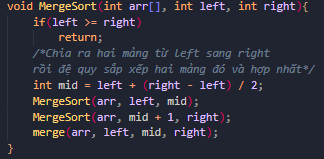 void MergeSort(int arr[], int left, int right){
    if(left >= right)
        return;
    /*Chia ra hai mảng từ Left sang right
    rồi đệ quy sắp xếp hai mảng đó và hợp nhất*/
    int mid = left + (right - left) / 2;
    MergeSort(arr, left, mid);
    MergeSort(arr, mid + 1, right);
    merge(arr, left, mid, right);
}